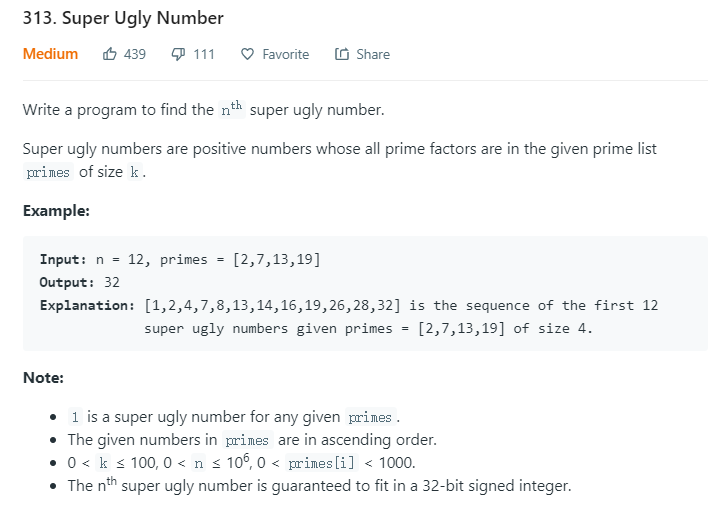 313. Super Ugly Number
Medium 439 111 Favorite Share
Write a program to find the nth super ugly number.
Super ugly numbers are positive numbers whose all prime factors are in the given prime list
primes of size k.
Example:
Input: n = 12, primes = [2,7,13,19]
Output: 32
Explanation: [1,2,4,7,8,13,14,16,19,26,28,32] is the sequence of the first 12
super ugly numbers given primes = [2,7,13,19] of size 4.
Note:
• 1 is a super ugly number for any given primes.
• The given numbers in primes are in ascending order.
• 0 < k ≤ 100, 0 < n ≤ 10⁶, 0 < primes[i] < 1000.
• The nth super ugly number is guaranteed to fit in a 32-bit signed integer.